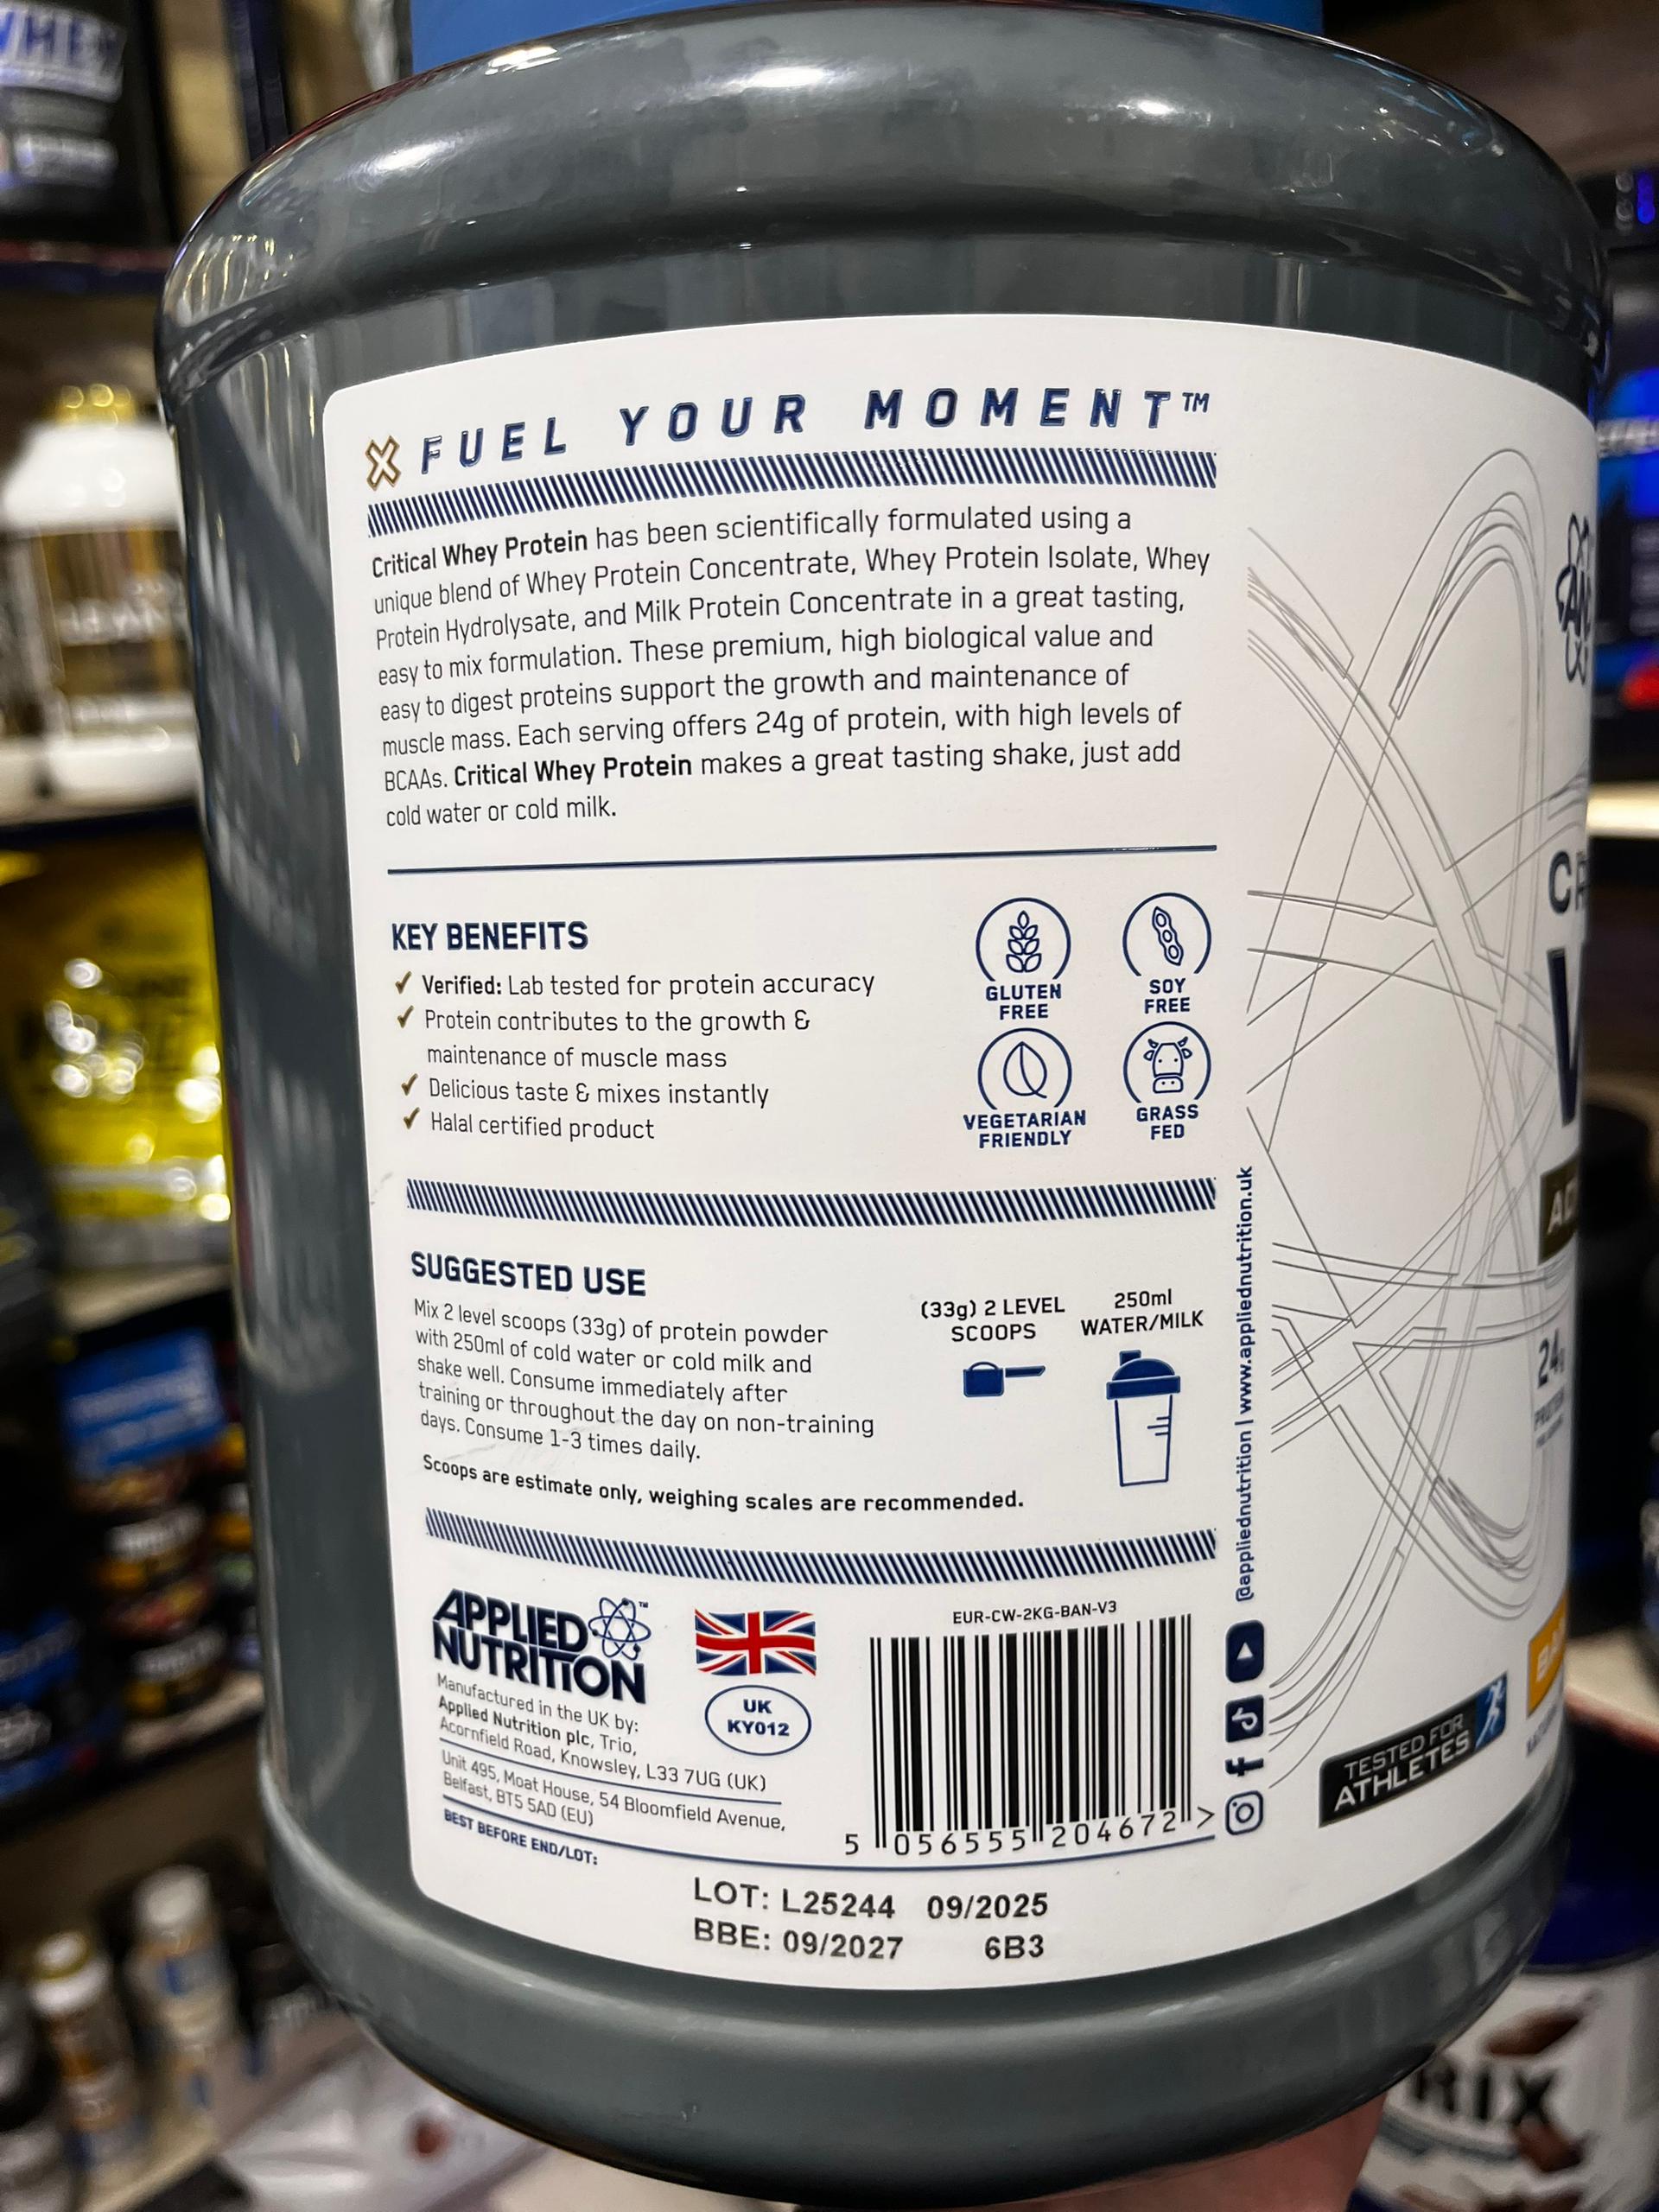 FUEL YOUR MOMENT™
Critical Whey Protein has been scientifically formulated using a
unique blend of Whey Protein Concentrate, Whey Protein Isolate, Whey
Protein Hydrolysate, and Milk Protein Concentrate in a great tasting,
easy to mix formulation. These premium, high biological value and
easy to digest proteins support the growth and maintenance of
muscle mass. Each serving offers 24g of protein, with high levels of
BCAAs. Critical Whey Protein makes a great tasting shake, just add
cold water or cold milk.
KEY BENEFITS
✓ Verified: Lab tested for protein accuracy
✓ Protein contributes to the growth &
maintenance of muscle mass
✓ Delicious taste & mixes instantly
✓ Halal certified product
GLUTEN
FREE
SOY
FREE
VEGETARIAN
FRIENDLY
GRASS
FED
SUGGESTED USE
Mix 2 level scoops (33g) of protein powder
with 250ml of cold water or cold milk and
shake well. Consume immediately after
training or throughout the day on non-training
days. Consume 1-3 times daily.
(33g) 2 LEVEL
SCOOPS
250ml
WATER/MILK
Scoops are estimate only, weighing scales are recommended.
APPLIED
NUTRITION™
Manufactured in the UK by:
Applied Nutrition plc, Trio,
Acornfield Road, Knowsley, L33 7UG (UK)
Unit 495, Moat House, 54 Bloomfield Avenue,
Belfast, BT5 5AD (EU)
BEST BEFORE END/LOT:
UK
KY012
EUR-CW-2KG-BAN-V3
5 056555 204672 >
LOT: L25244 09/2025
BBE: 09/2027 6B3
@appliednutrition | www.appliednutrition.uk
24g
TESTED FOR
ATHLETES
WHEY
RIX